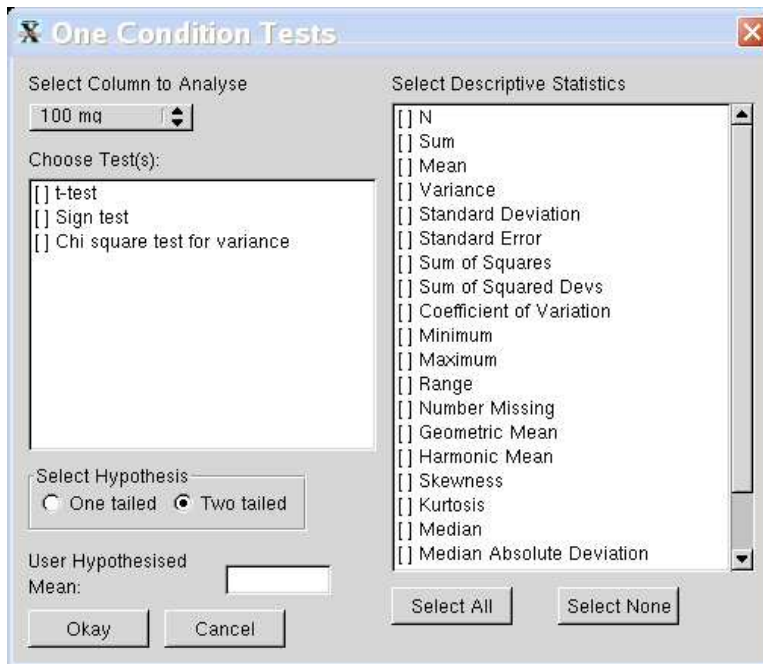 One Condition Tests
Select Column to Analyse
100 mg
Choose Test(s):
[ ] t-test
[ ] Sign test
[ ] Chi square test for variance
Select Hypothesis
One tailed
Two tailed
User Hypothesised
Mean:
Okay
Cancel
Select Descriptive Statistics
[ ] N
[ ] Sum
[ ] Mean
[ ] Variance
[ ] Standard Deviation
[ ] Standard Error
[ ] Sum of Squares
[ ] Sum of Squared Devs
[ ] Coefficient of Variation
[ ] Minimum
[ ] Maximum
[ ] Range
[ ] Number Missing
[ ] Geometric Mean
[ ] Harmonic Mean
[ ] Skewness
[ ] Kurtosis
[ ] Median
[ ] Median Absolute Deviation
Select All
Select None